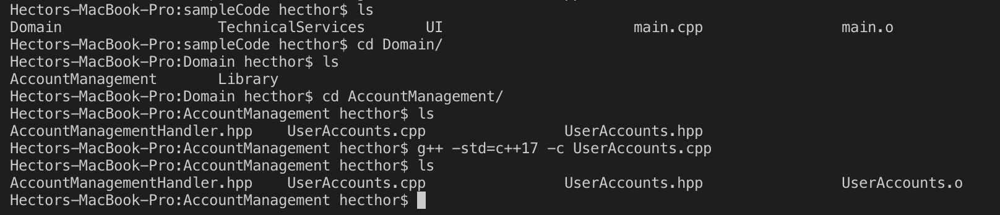 Hectors-MacBook-Pro:sampleCode hecthor$ ls
Domain TechnicalServices UI main.cpp main.o
Hectors-MacBook-Pro:sampleCode hecthor$ cd Domain/
Hectors-MacBook-Pro:Domain hecthor$ ls
AccountManagement Library
Hectors-MacBook-Pro:Domain hecthor$ cd AccountManagement/
Hectors-MacBook-Pro:AccountManagement hecthor$ ls
AccountManagementHandler.hpp UserAccounts.cpp UserAccounts.hpp
Hectors-MacBook-Pro:AccountManagement hecthor$ g++ -std=c++17 -c UserAccounts.cpp
Hectors-MacBook-Pro:AccountManagement hecthor$ ls
AccountManagementHandler.hpp UserAccounts.cpp UserAccounts.hpp UserAccounts.o
Hectors-MacBook-Pro:AccountManagement hecthor$